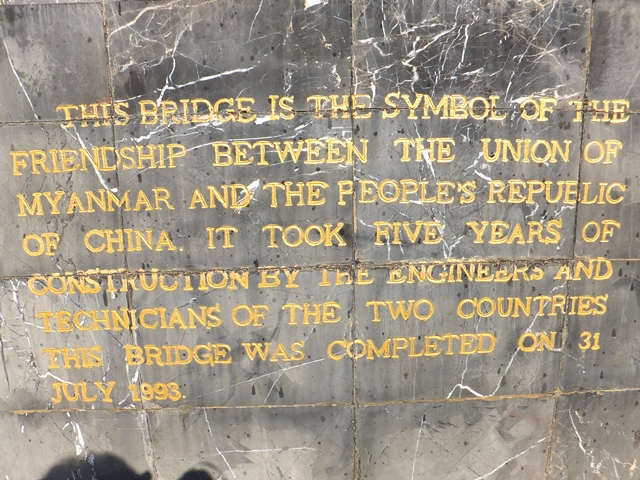 THIS BRIDGE IS THE SYMBOL OF THE
FRIENDSHIP BETWEEN THE UNION OF
MYANMAR AND THE PEOPLE'S REPUBLIC
OF CHINA. IT TOOK FIVE YEARS OF
CONSTRUCTION BY THE ENGINEERS AND
TECHNICIANS OF THE TWO COUNTRIES
THIS BRIDGE WAS COMPLETED ON 31
JULY 1993.